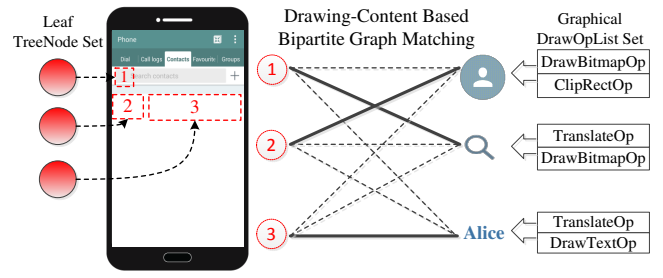 Leaf
TreeNode Set
Phone
Dial Call logs Contacts Favourits Groups
Search contacts
1
2
3
Drawing-Content Based
Bipartite Graph Matching
1
2
3
Alice
Graphical
DrawOpList Set
DrawBitmapOp
ClipRectOp
TranslateOp
DrawBitmapOp
TranslateOp
DrawTextOp